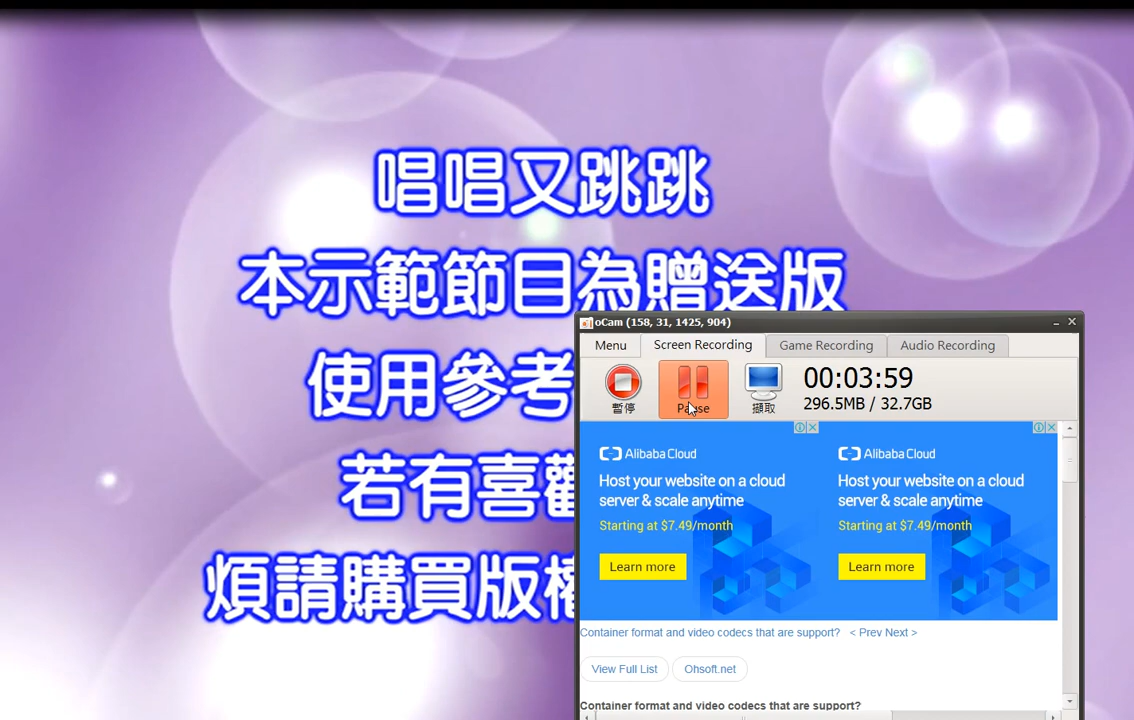 唱唱又跳跳
本示範節目為贈送版
使用參考
若有喜歡
煩請購買版權
oCam (158, 31, 1425, 904)
Menu Screen Recording Game Recording Audio Recording
暫停 Pause 擷取
00:03:59
296.5MB / 32.7GB
Alibaba Cloud Alibaba Cloud
Host your website on a cloud Host your website on a cloud
server & scale anytime server & scale anytime
Starting at $7.49/month Starting at $7.49/month
Learn more Learn more
Container format and video codecs that are support? < Prev Next >
View Full List Ohsoft.net
Container format and video codecs that are support?